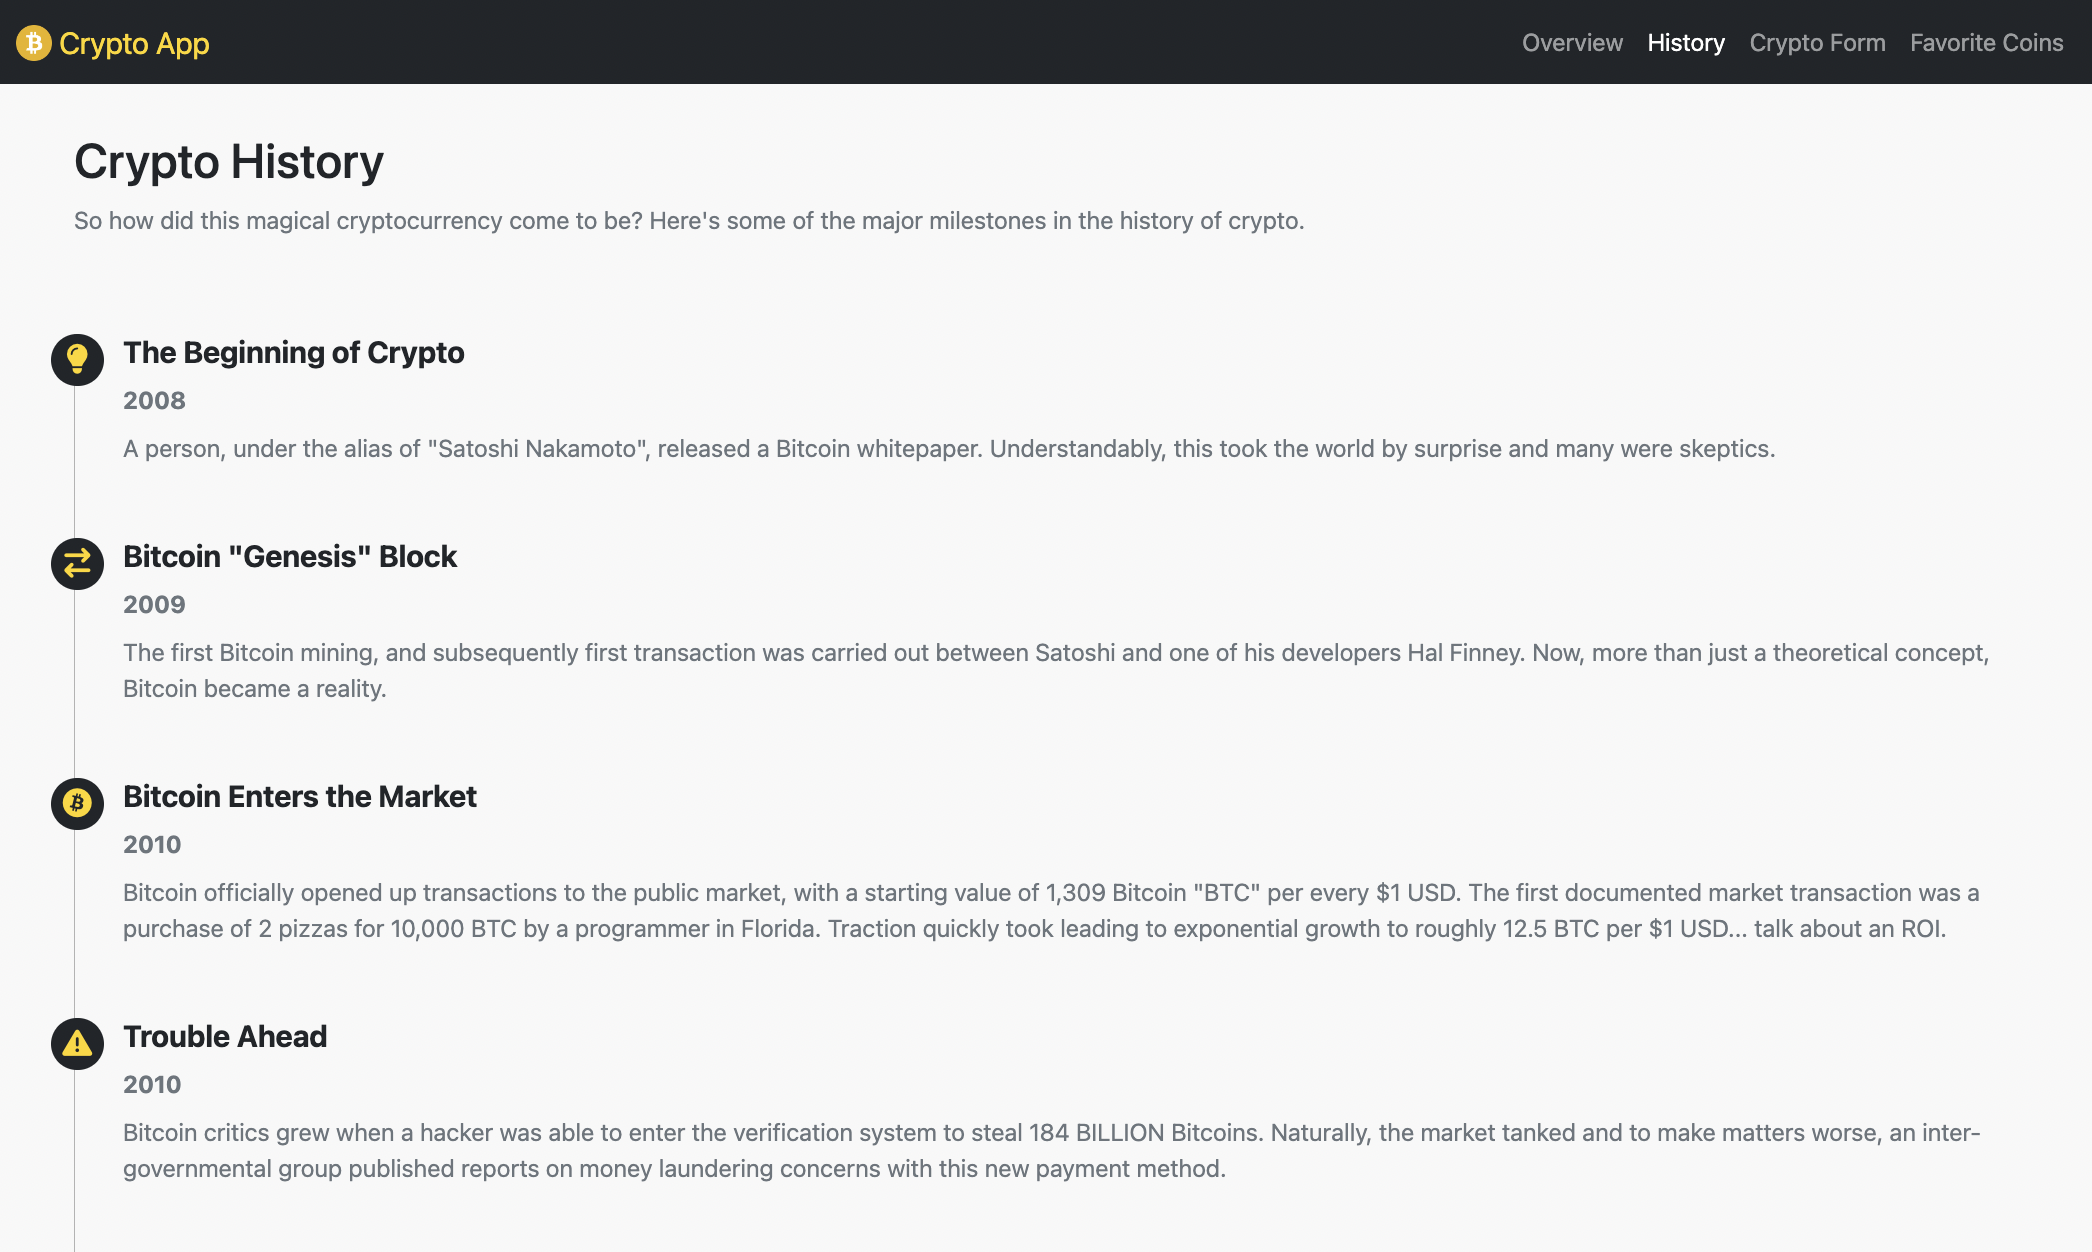 Crypto App
Overview History Crypto Form Favorite Coins
Crypto History
So how did this magical cryptocurrency come to be? Here's some of the major milestones in the history of crypto.
The Beginning of Crypto
2008
A person, under the alias of "Satoshi Nakamoto", released a Bitcoin whitepaper. Understandably, this took the world by surprise and many were skeptics.
Bitcoin "Genesis" Block
2009
The first Bitcoin mining, and subsequently first transaction was carried out between Satoshi and one of his developers Hal Finney. Now, more than just a theoretical concept,
Bitcoin became a reality.
Bitcoin Enters the Market
2010
Bitcoin officially opened up transactions to the public market, with a starting value of 1,309 Bitcoin "BTC" per every $1 USD. The first documented market transaction was a
purchase of 2 pizzas for 10,000 BTC by a programmer in Florida. Traction quickly took leading to exponential growth to roughly 12.5 BTC per $1 USD... talk about an ROI.
Trouble Ahead
2010
Bitcoin critics grew when a hacker was able to enter the verification system to steal 184 BILLION Bitcoins. Naturally, the market tanked and to make matters worse, an inter-
governmental group published reports on money laundering concerns with this new payment method.